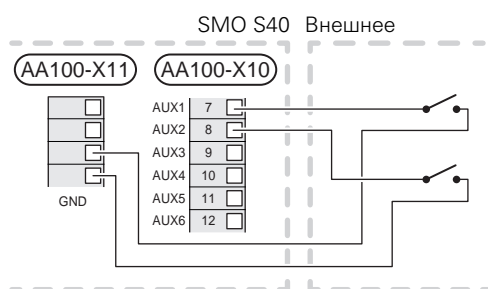 SMO S40 Внешнее
AA100-X11 AA100-X10
AUX1 7
AUX2 8
AUX3 9
AUX4 10
AUX5 11
AUX6 12
GND